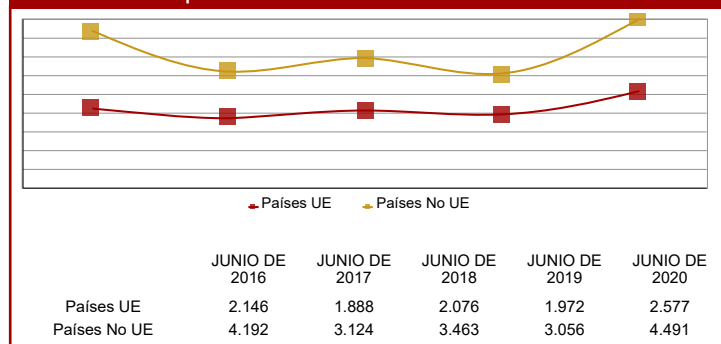 Países UE Países No UE
JUNIO DE 2016 JUNIO DE 2017 JUNIO DE 2018 JUNIO DE 2019 JUNIO DE 2020
Países UE 2.146 1.888 2.076 1.972 2.577
Países No UE 4.192 3.124 3.463 3.056 4.491